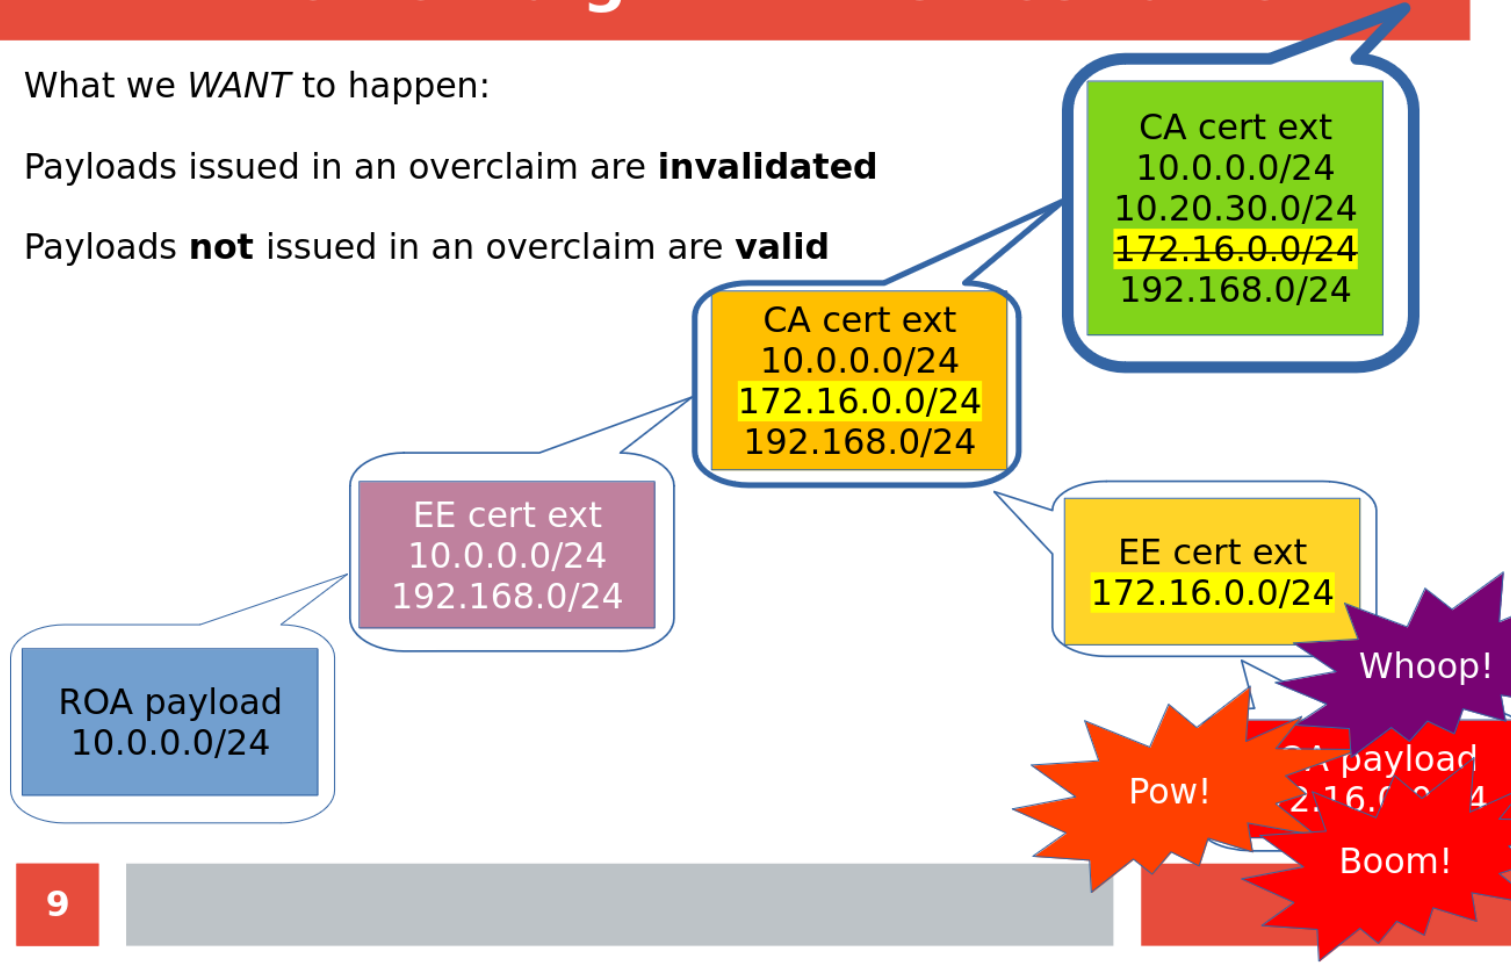 What we WANT to happen:
Payloads issued in an overclaim are invalidated
Payloads not issued in an overclaim are valid
CA cert ext
10.0.0.0/24
10.20.30.0/24
172.16.0.0/24
192.168.0/24
CA cert ext
10.0.0.0/24
172.16.0.0/24
192.168.0/24
EE cert ext
10.0.0.0/24
192.168.0/24
EE cert ext
172.16.0.0/24
ROA payload
10.0.0.0/24
Whoop!
payload
Pow!
Boom!
9